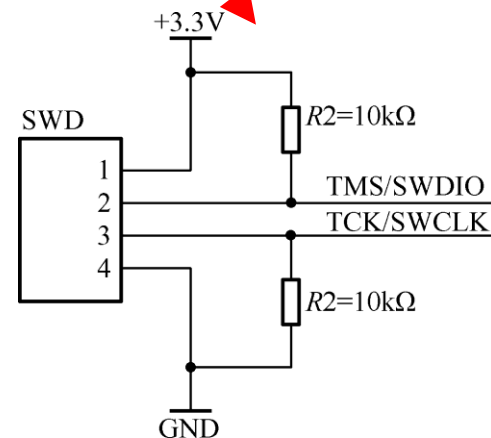 +3.3V
SWD
R2=10kΩ
1
2
3
4
TMS/SWDIO
TCK/SWCLK
R2=10kΩ
GND